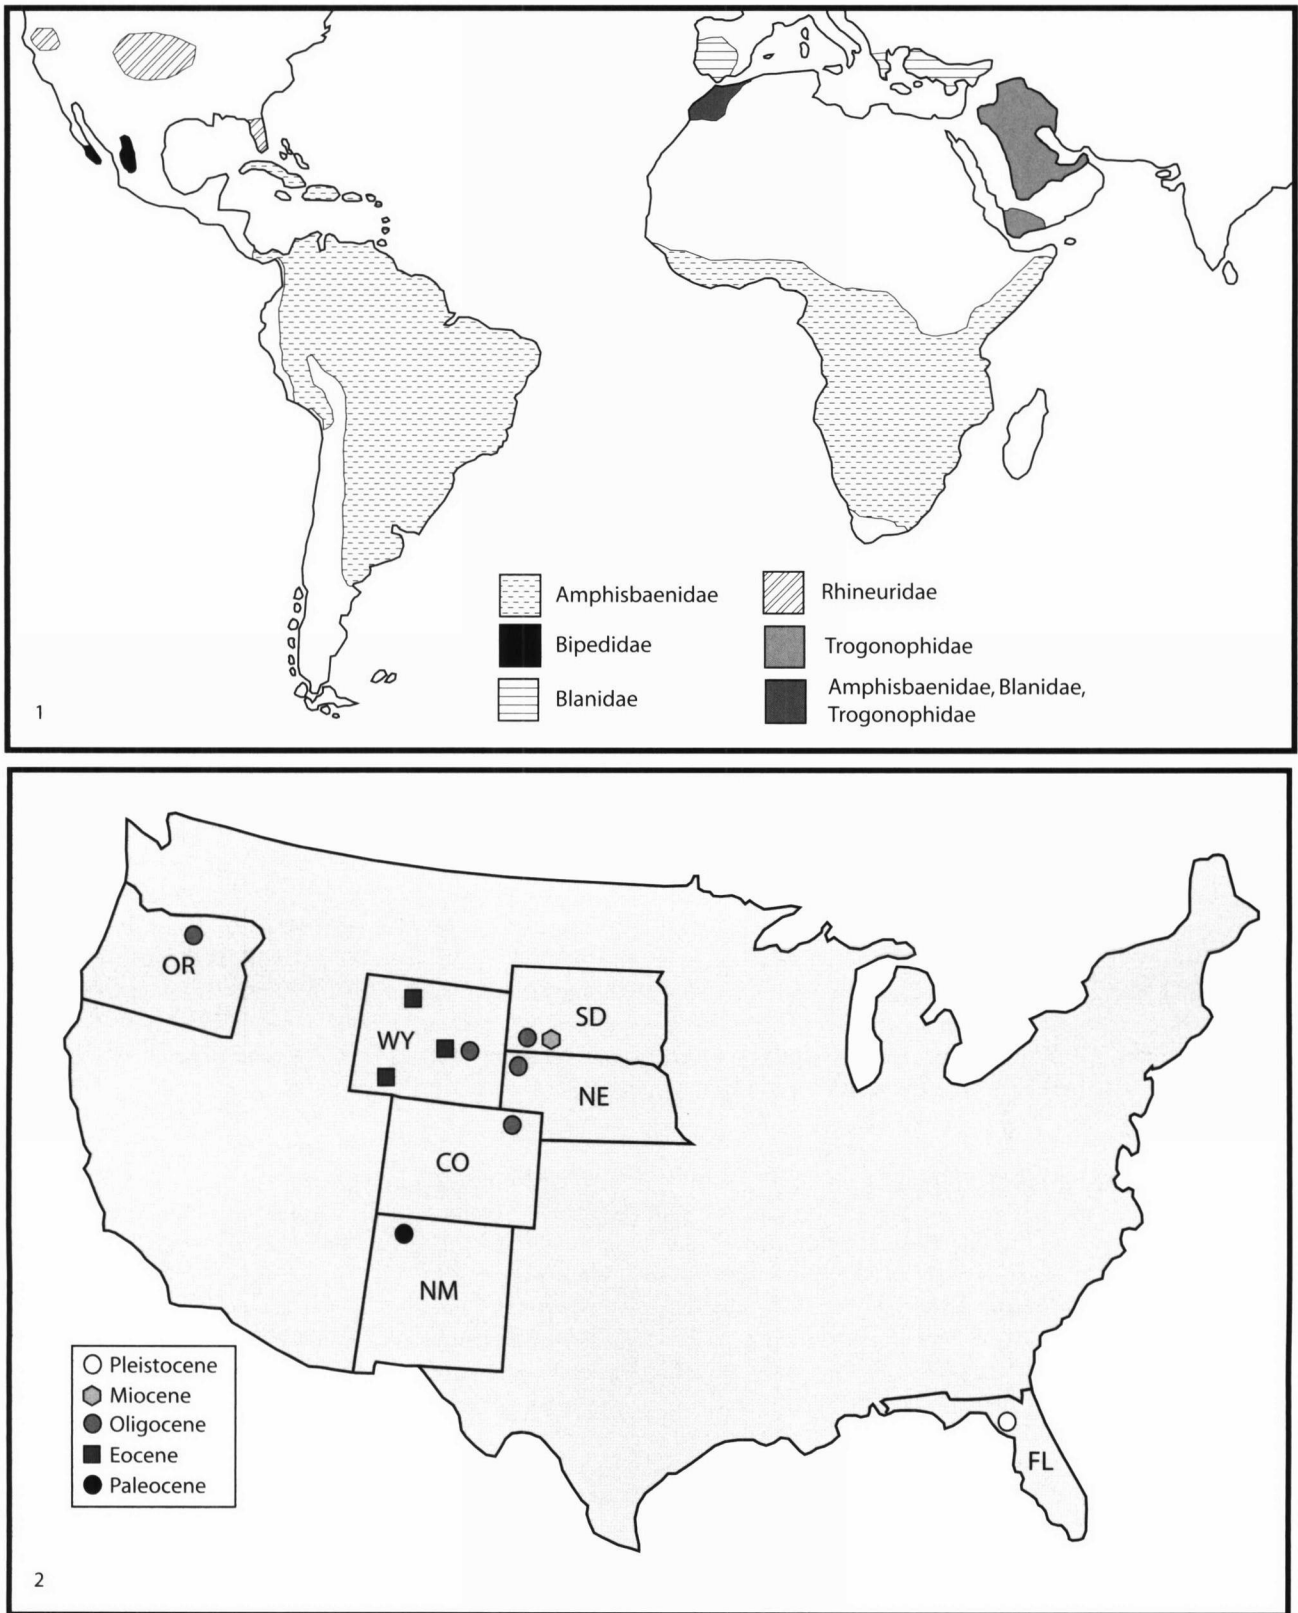 Amphisbaenidae
Bipedidae
Blanidae
Rhineuridae
Trogonophidae
Amphisbaenidae, Blanidae,
Trogonophidae
1
OR
WY
SD
NE
CO
NM
FL
Pleistocene
Miocene
Oligocene
Eocene
Paleocene
2